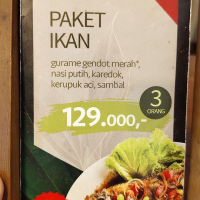 PAKET
IKAN
gurame gendot merah*,
nasi putih, karedok,
kerupuk aci, sambal
3
ORANG
129.000,-